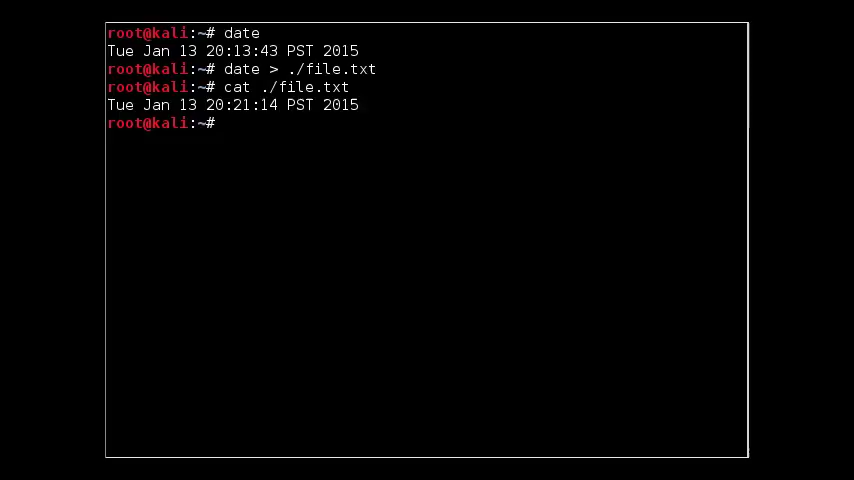 root@kali:~# date
Tue Jan 13 20:13:43 PST 2015
root@kali:~# date > ./file.txt
root@kali:~# cat ./file.txt
Tue Jan 13 20:21:14 PST 2015
root@kali:~#